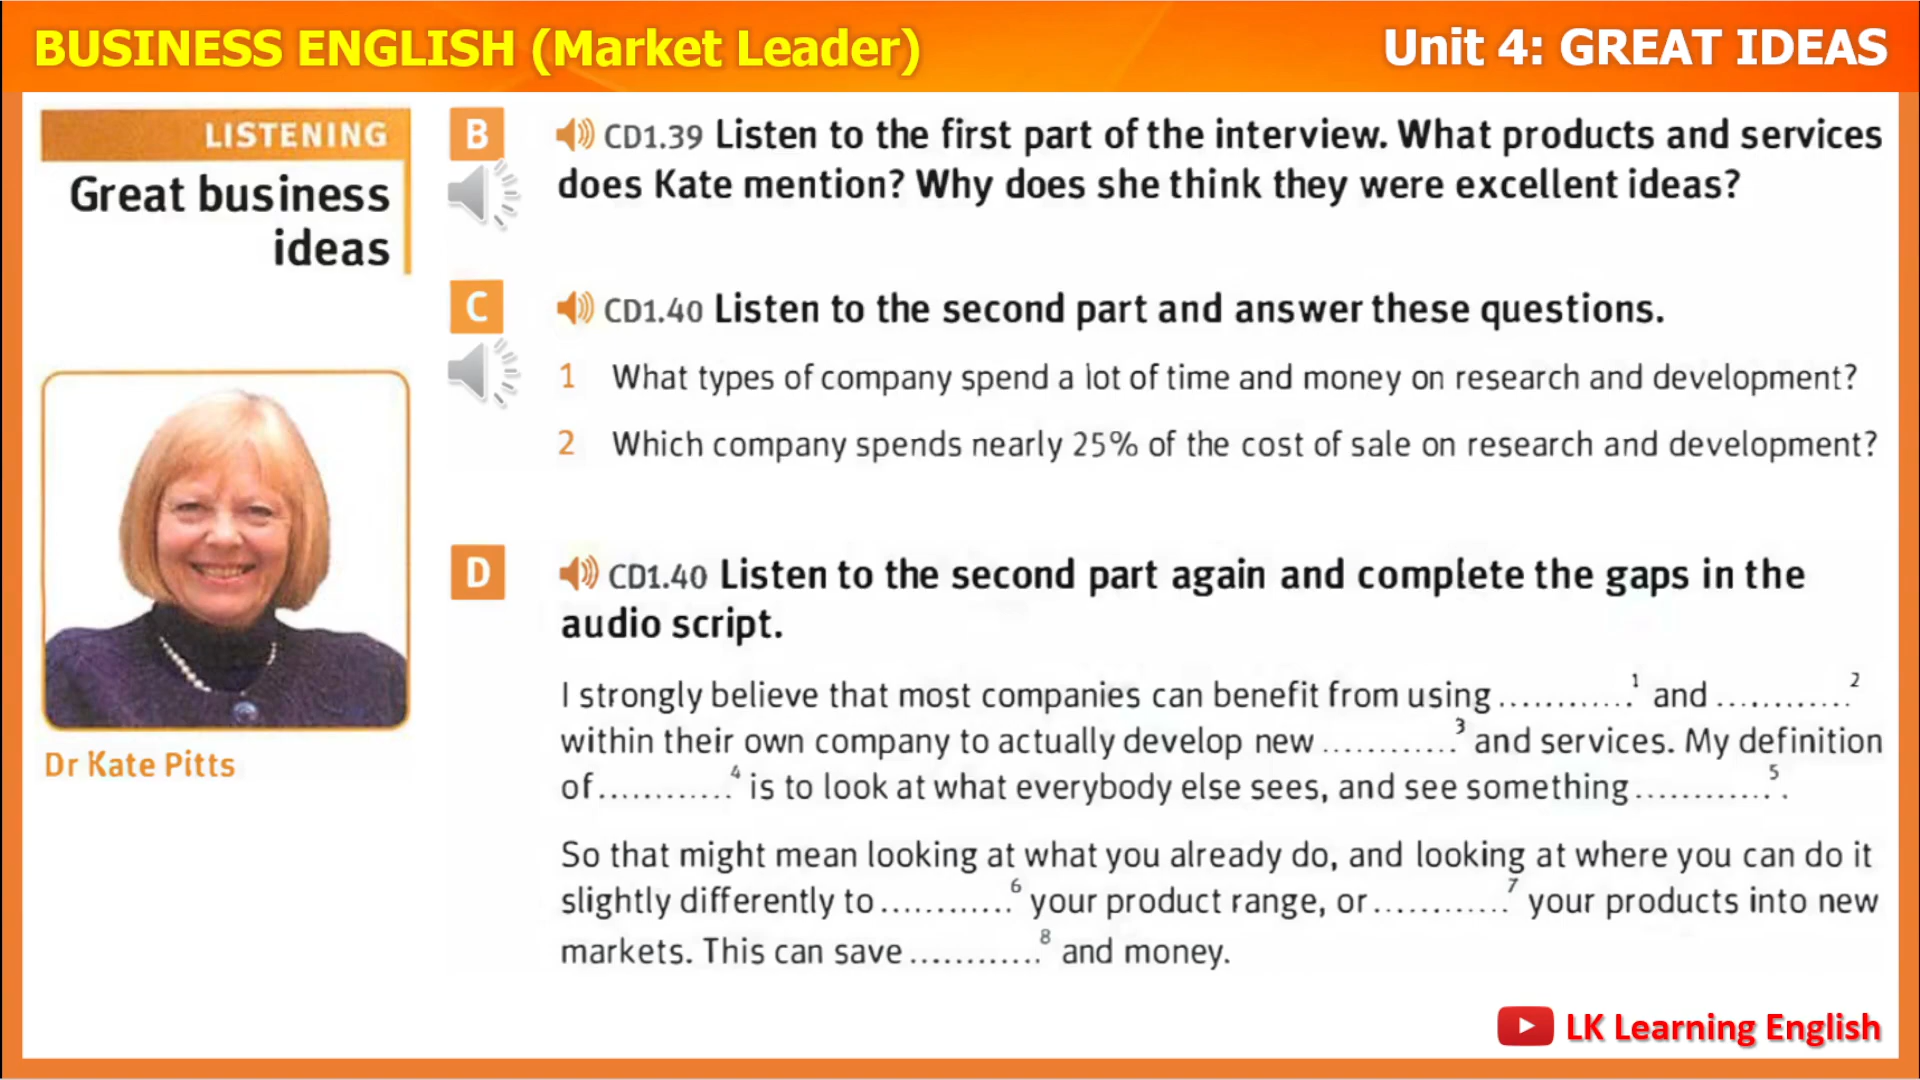 BUSINESS ENGLISH (Market Leader)
Unit 4: GREAT IDEAS
LISTENING
Great business
ideas
Dr Kate Pitts
B
CD1.39 Listen to the first part of the interview. What products and services
does Kate mention? Why does she think they were excellent ideas?
C
CD1.40 Listen to the second part and answer these questions.
1 What types of company spend a lot of time and money on research and development?
2 Which company spends nearly 25% of the cost of sale on research and development?
D
CD1.40 Listen to the second part again and complete the gaps in the
audio script.
I strongly believe that most companies can benefit from using ............¹ and ............²
within their own company to actually develop new ............³ and services. My definition
of ............⁴ is to look at what everybody else sees, and see something ............⁵.
So that might mean looking at what you already do, and looking at where you can do it
slightly differently to ............⁶ your product range, or ............⁷ your products into new
markets. This can save ............⁸ and money.
LK Learning English